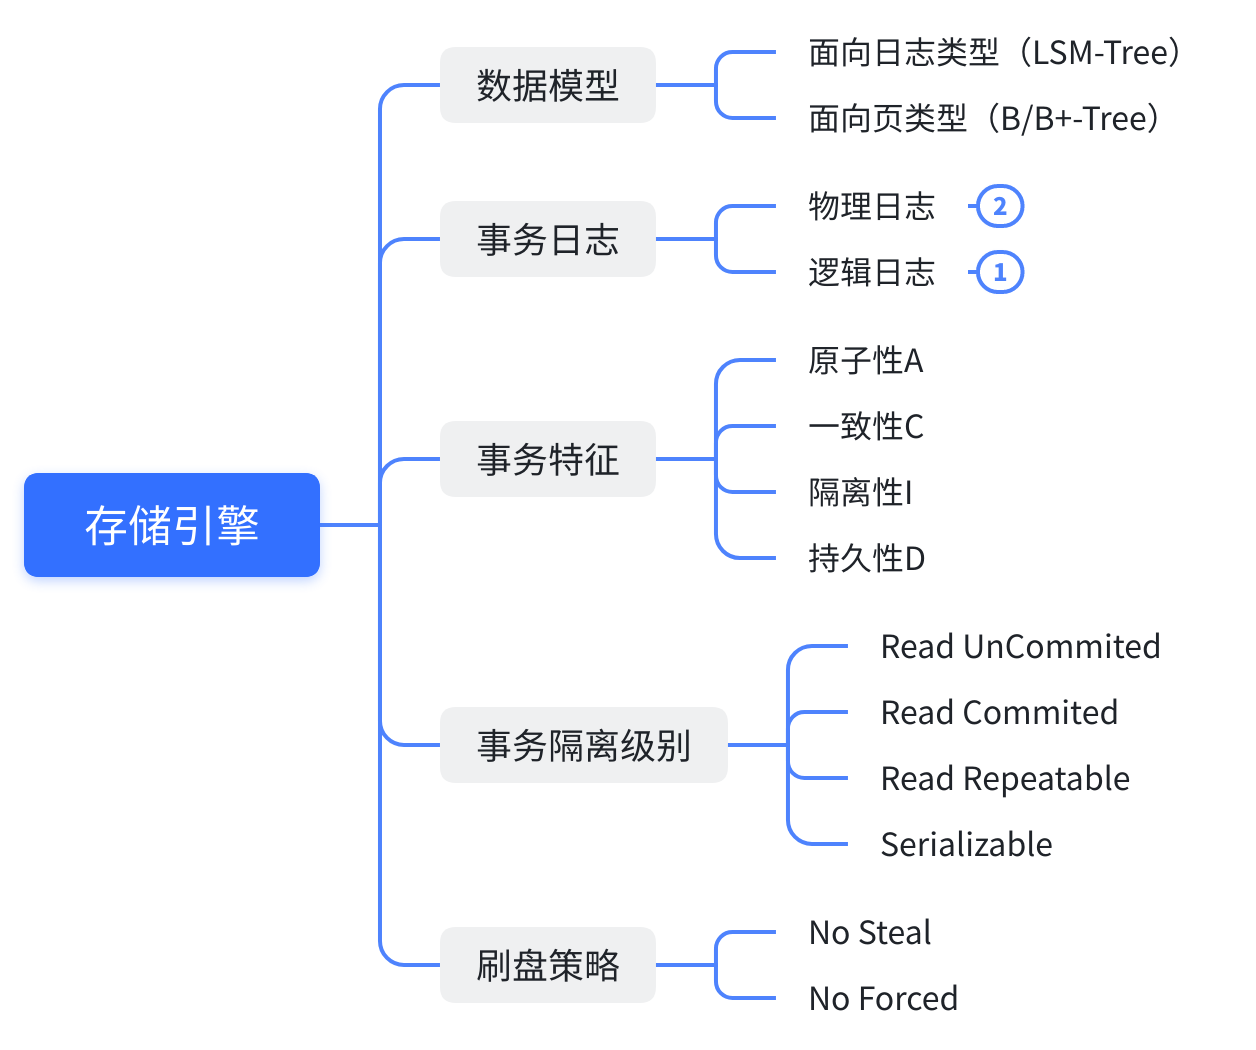 存储引擎
数据模型
面向日志类型（LSM-Tree）
面向页类型（B/B+-Tree）
事务日志
物理日志 2
逻辑日志 1
事务特征
原子性A
一致性C
隔离性I
持久性D
事务隔离级别
Read UnCommited
Read Commited
Read Repeatable
Serializable
刷盘策略
No Steal
No Forced